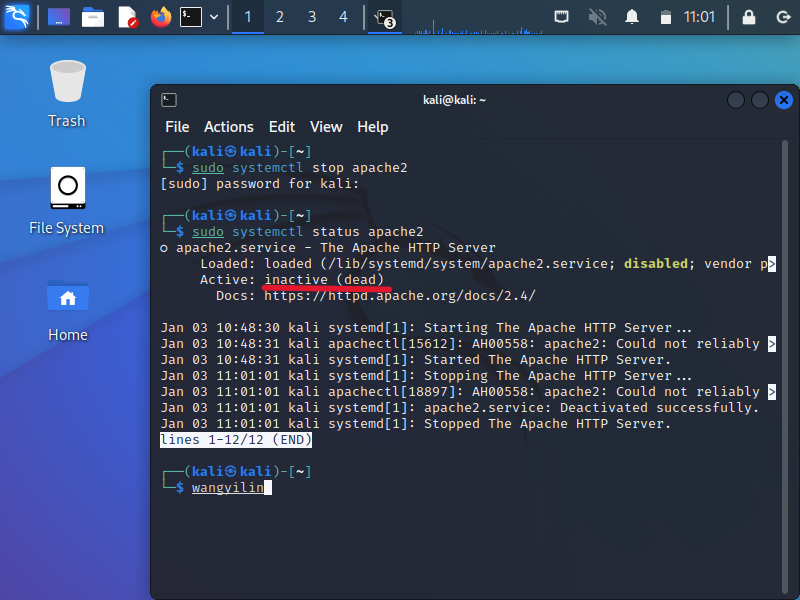 1 2 3 4 3 11:01
Trash
File System
Home
kali@kali: ~
File Actions Edit View Help
┌──(kali㉿kali)-[~]
└─$ sudo systemctl stop apache2
[sudo] password for kali:
┌──(kali㉿kali)-[~]
└─$ sudo systemctl status apache2
○ apache2.service - The Apache HTTP Server
Loaded: loaded (/lib/systemd/system/apache2.service; disabled; vendor p>
Active: inactive (dead)
Docs: https://httpd.apache.org/docs/2.4/
Jan 03 10:48:30 kali systemd[1]: Starting The Apache HTTP Server...
Jan 03 10:48:31 kali apachectl[15612]: AH00558: apache2: Could not reliably >
Jan 03 10:48:31 kali systemd[1]: Started The Apache HTTP Server.
Jan 03 11:01:01 kali systemd[1]: Stopping The Apache HTTP Server...
Jan 03 11:01:01 kali apachectl[18897]: AH00558: apache2: Could not reliably >
Jan 03 11:01:01 kali systemd[1]: apache2.service: Deactivated successfully.
Jan 03 11:01:01 kali systemd[1]: Stopped The Apache HTTP Server.
lines 1-12/12 (END)
┌──(kali㉿kali)-[~]
└─$ wangyilin